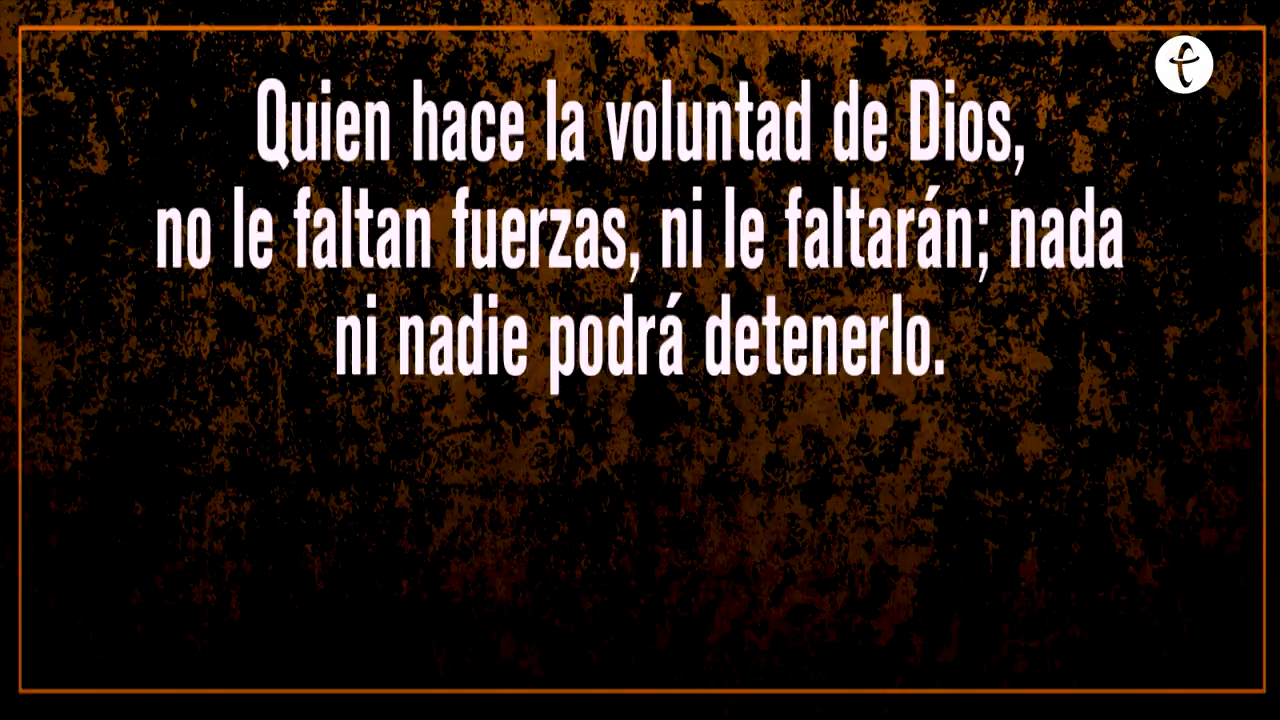 Quien hace la voluntad de Dios,
no le faltan fuerzas, ni le faltarán; nada
ni nadie podrá detenerlo.